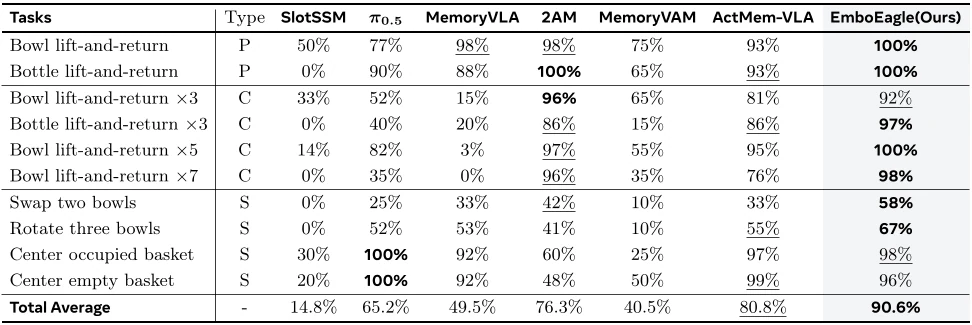 Tasks Type SlotSSM π0.5 MemoryVLA 2AM MemoryVAM ActMem-VLA EmboEagle(Ours)
Bowl lift-and-return P 50% 77% 98% 98% 75% 93% 100%
Bottle lift-and-return P 0% 90% 88% 100% 65% 93% 100%
Bowl lift-and-return ×3 C 33% 52% 15% 96% 65% 81% 92%
Bottle lift-and-return ×3 C 0% 40% 20% 86% 15% 86% 97%
Bowl lift-and-return ×5 C 14% 82% 3% 97% 55% 95% 100%
Bowl lift-and-return ×7 C 0% 35% 0% 96% 35% 76% 98%
Swap two bowls S 0% 25% 33% 42% 10% 33% 58%
Rotate three bowls S 0% 52% 53% 41% 10% 55% 67%
Center occupied basket S 30% 100% 92% 60% 25% 97% 98%
Center empty basket S 20% 100% 92% 48% 50% 99% 96%
Total Average - 14.8% 65.2% 49.5% 76.3% 40.5% 80.8% 90.6%